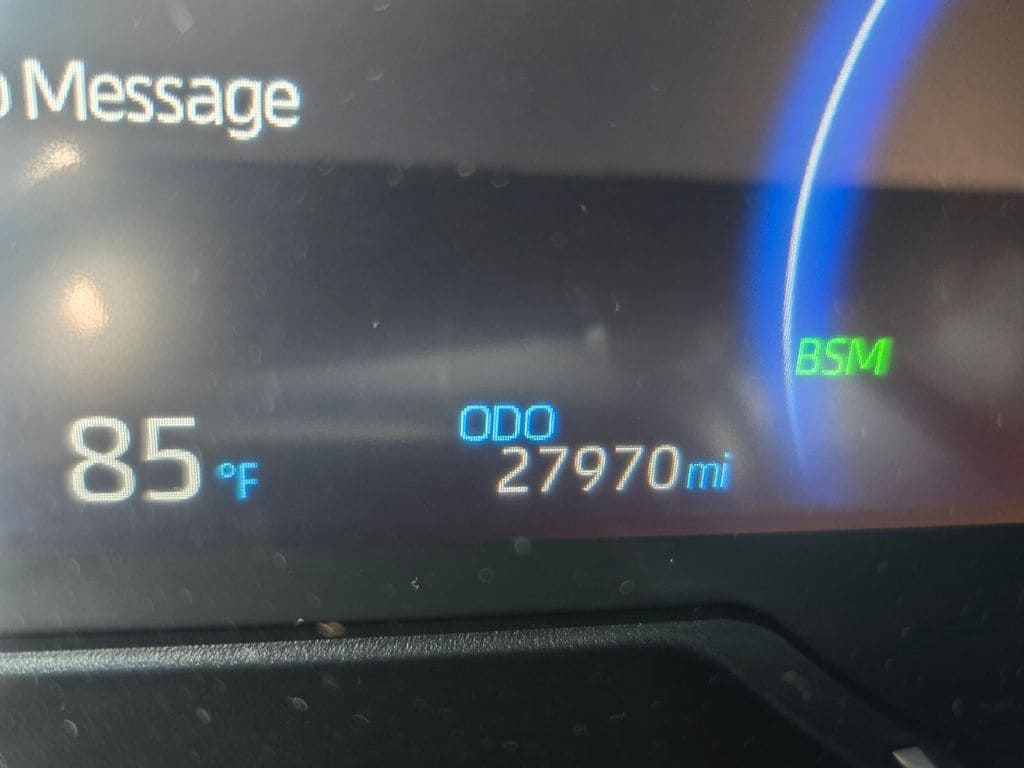 Message
BSM
85 °F
ODO
27970 mi